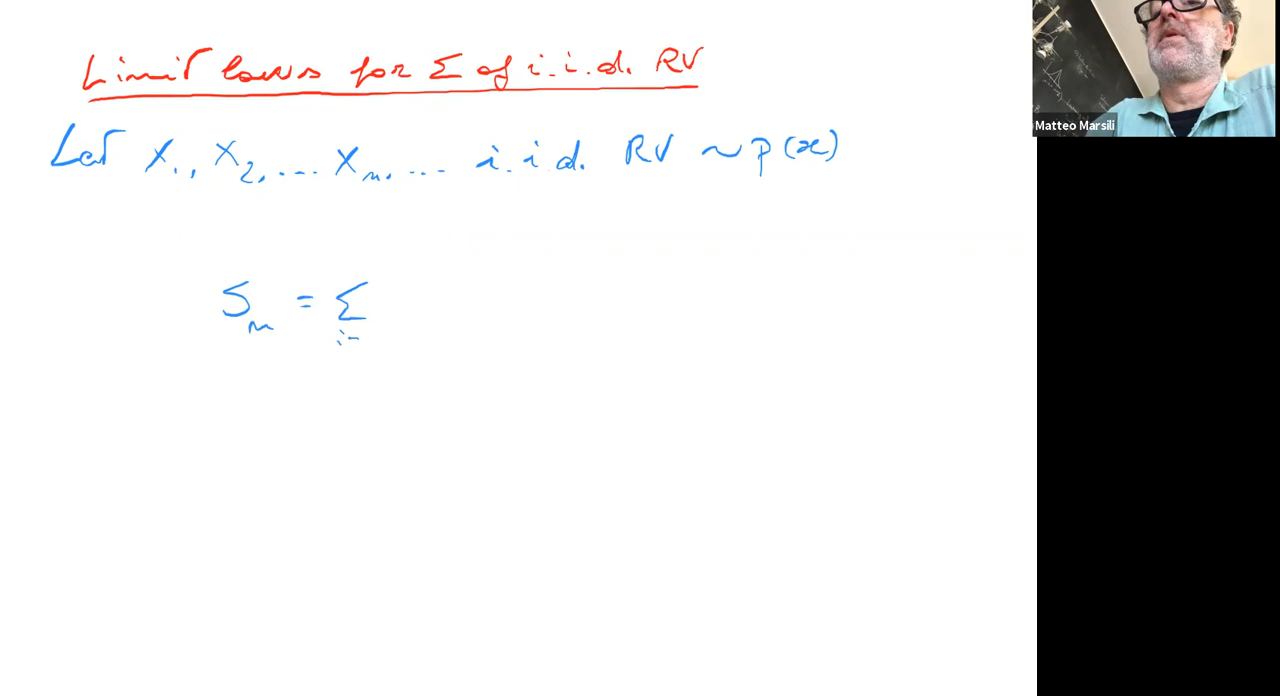 Limit laws for Σ of i.i.d. RV
Matteo Marsili
Let X₁, X₂, .... Xₙ, ... i.i.d. RV ~ p(x)
Sₙ = Σ
i=